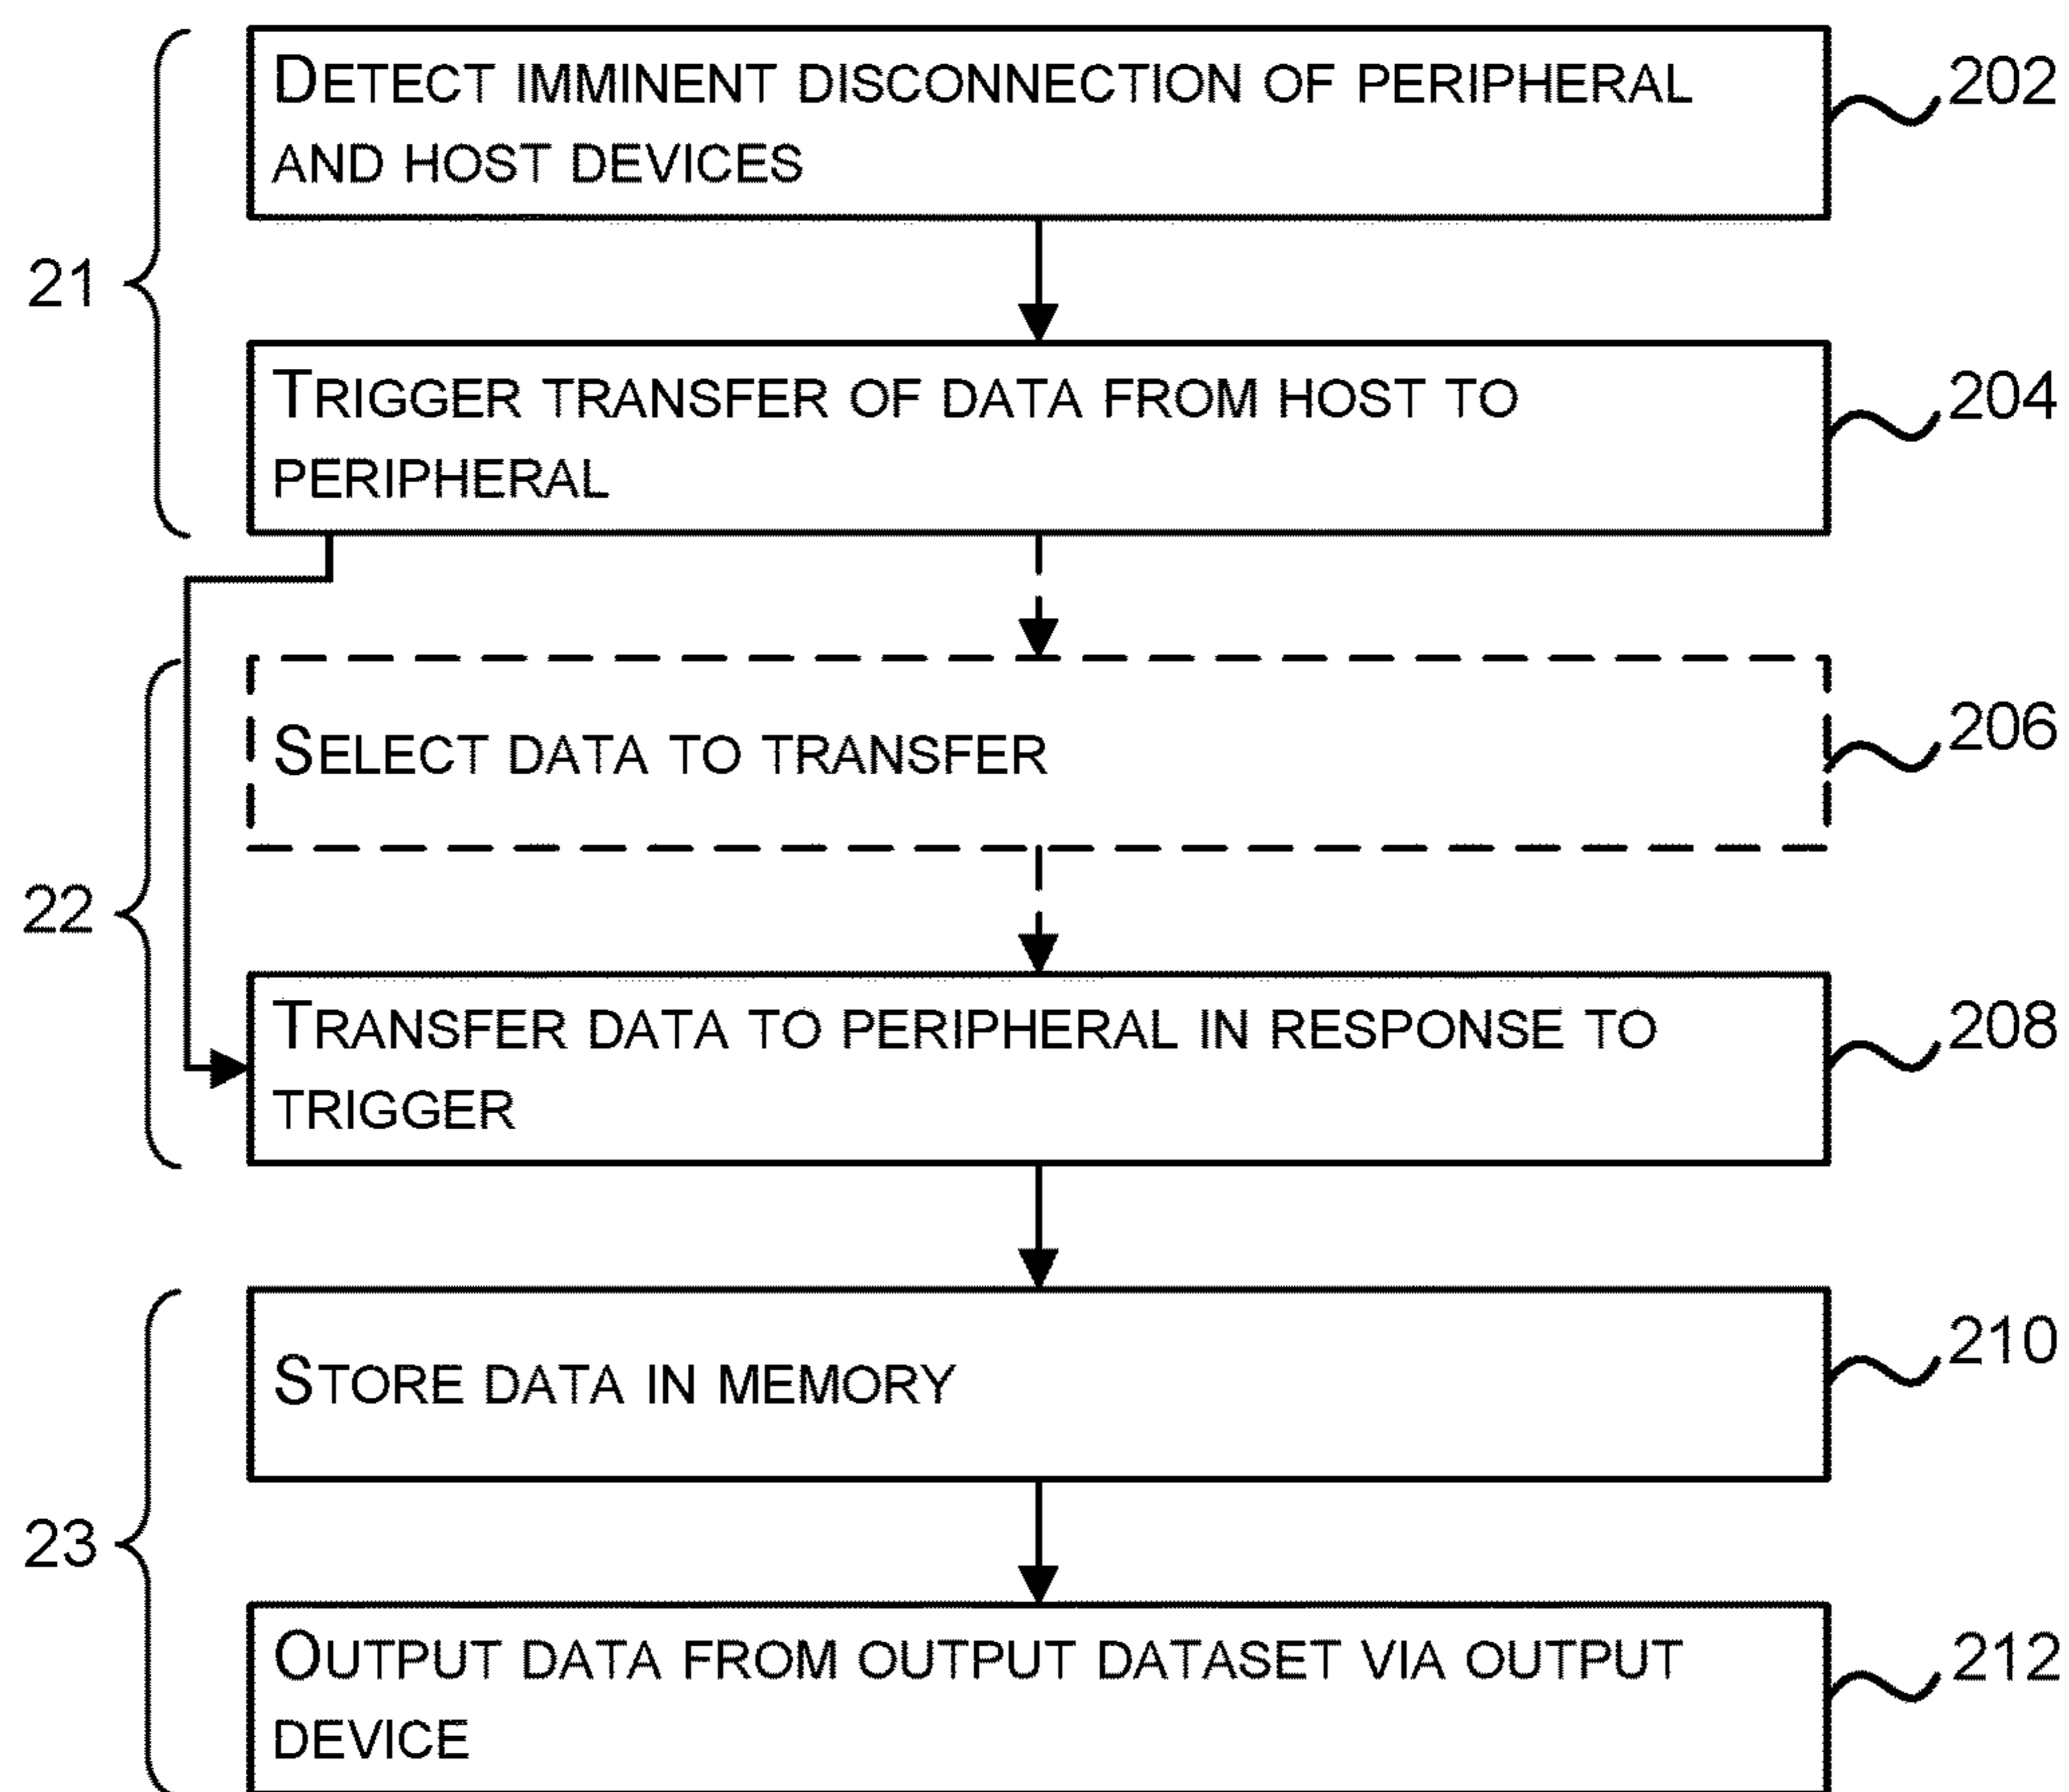 DETECT IMMINENT DISCONNECTION OF PERIPHERAL
AND HOST DEVICES
202
21
TRIGGER TRANSFER OF DATA FROM HOST TO
PERIPHERAL
204
SELECT DATA TO TRANSFER
206
22
TRANSFER DATA TO PERIPHERAL IN RESPONSE TO
TRIGGER
208
STORE DATA IN MEMORY
210
23
OUTPUT DATA FROM OUTPUT DATASET VIA OUTPUT
DEVICE
212